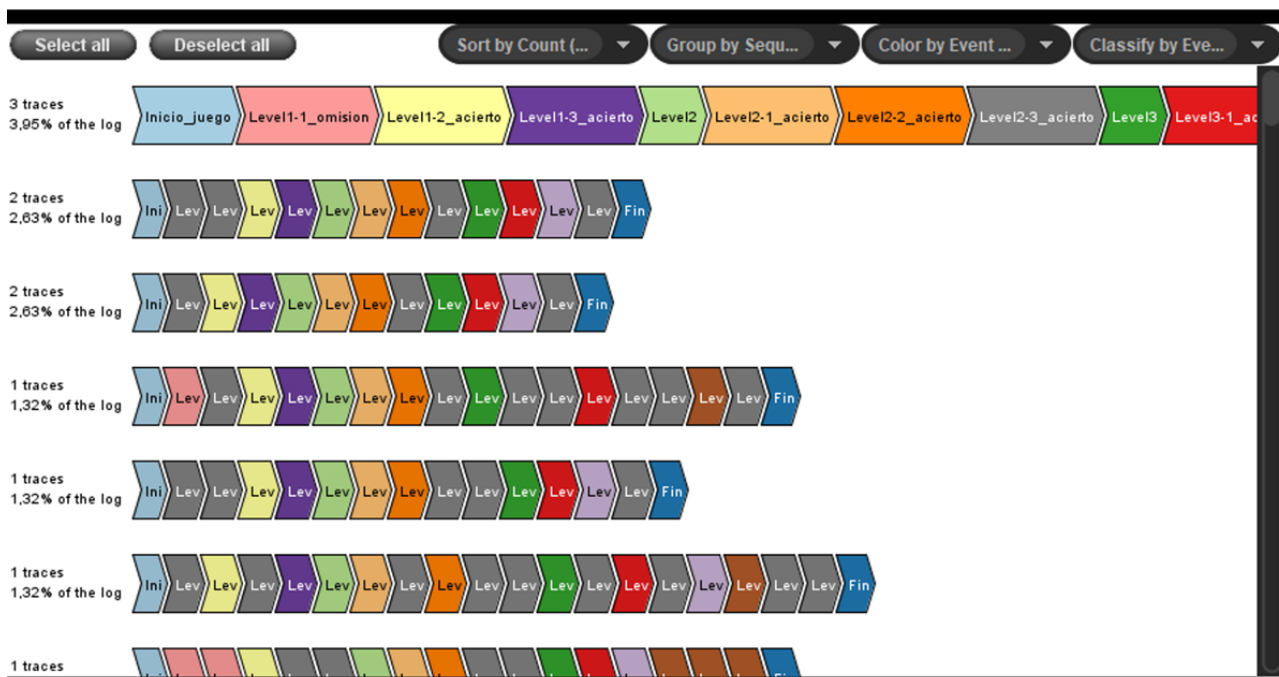 Select all Deselect all Sort by Count (... Group by Sequ... Color by Event ... Classify by Eve...
3 traces
3,95% of the log
Inicio_juego Level1-1_omision Level1-2_acierto Level1-3_acierto Level2 Level2-1_acierto Level2-2_acierto Level2-3_acierto Level3 Level3-1_ac
2 traces
2,63% of the log
Ini Lev Lev Lev Lev Lev Lev Lev Lev Lev Lev Lev Lev Fin
2 traces
2,63% of the log
Ini Lev Lev Lev Lev Lev Lev Lev Lev Lev Lev Lev Fin
1 traces
1,32% of the log
Ini Lev Lev Lev Lev Lev Lev Lev Lev Lev Lev Lev Lev Lev Lev Lev Lev Fin
1 traces
1,32% of the log
Ini Lev Lev Lev Lev Lev Lev Lev Lev Lev Lev Lev Lev Lev Fin
1 traces
1,32% of the log
Ini Lev Lev Lev Lev Lev Lev Lev Lev Lev Lev Lev Lev Lev Lev Lev Lev Lev Lev Fin
1 traces